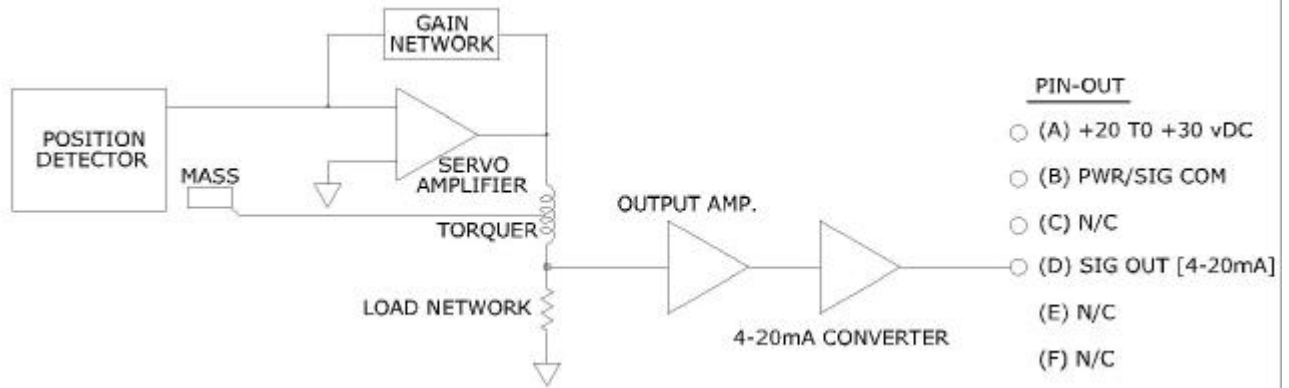 GAIN
NETWORK
POSITION
DETECTOR
MASS
SERVO
AMPLIFIER
TORQUER
LOAD NETWORK
OUTPUT AMP.
4-20mA CONVERTER
PIN-OUT
(A) +20 T0 +30 vDC
(B) PWR/SIG COM
(C) N/C
(D) SIG OUT [4-20mA]
(E) N/C
(F) N/C